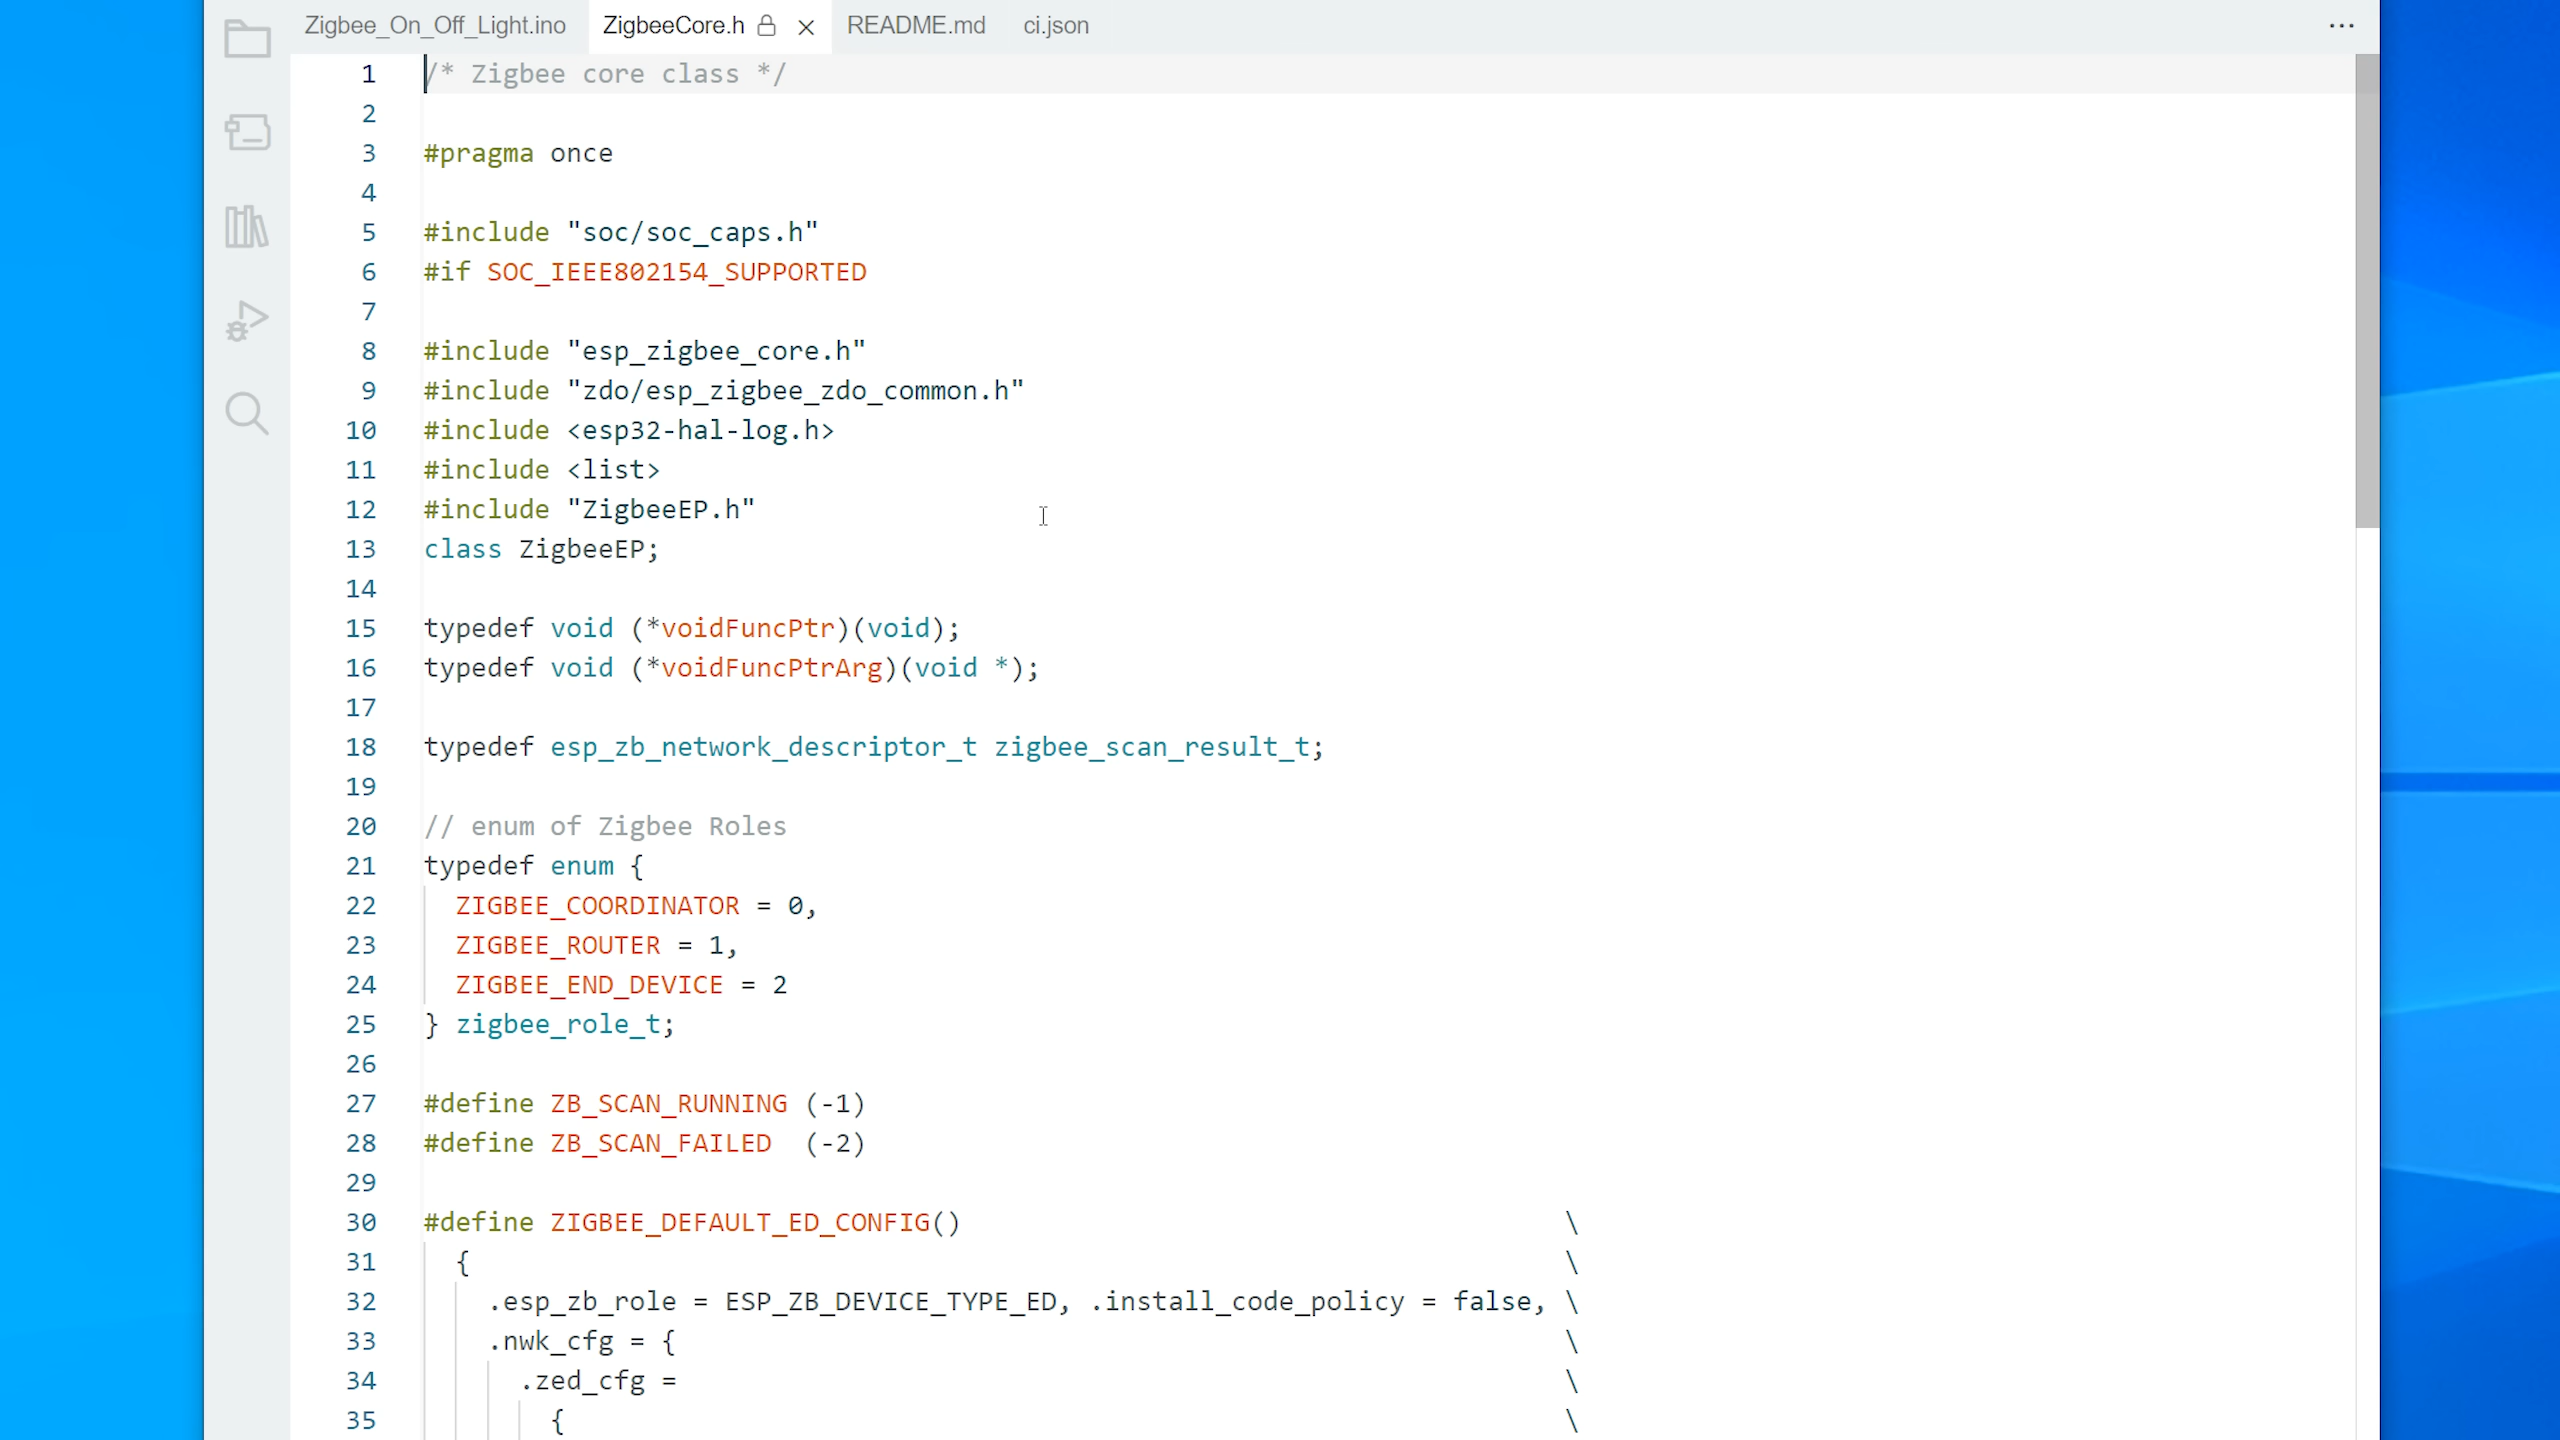 Zigbee_On_Off_Light.ino ZigbeeCore.h README.md ci.json ...
1 /* Zigbee core class */
2
3 #pragma once
4
5 #include "soc/soc_caps.h"
6 #if SOC_IEEE802154_SUPPORTED
7
8 #include "esp_zigbee_core.h"
9 #include "zdo/esp_zigbee_zdo_common.h"
10 #include <esp32-hal-log.h>
11 #include <list>
12 #include "ZigbeeEP.h"
13 class ZigbeeEP;
14
15 typedef void (*voidFuncPtr)(void);
16 typedef void (*voidFuncPtrArg)(void *);
17
18 typedef esp_zb_network_descriptor_t zigbee_scan_result_t;
19
20 // enum of Zigbee Roles
21 typedef enum {
22 ZIGBEE_COORDINATOR = 0,
23 ZIGBEE_ROUTER = 1,
24 ZIGBEE_END_DEVICE = 2
25 } zigbee_role_t;
26
27 #define ZB_SCAN_RUNNING (-1)
28 #define ZB_SCAN_FAILED  (-2)
29
30 #define ZIGBEE_DEFAULT_ED_CONFIG() \
31 { \
32 .esp_zb_role = ESP_ZB_DEVICE_TYPE_ED, .install_code_policy = false, \
33 .nwk_cfg = { \
34 .zed_cfg = \
35 { \